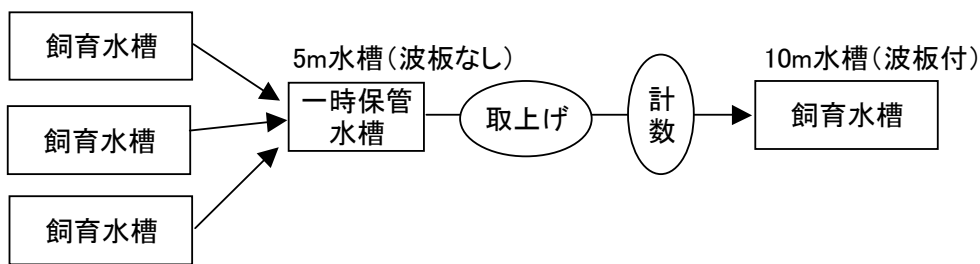 飼育水槽
飼育水槽
飼育水槽
5m水槽（波板なし）
一時保管
水槽
取上げ
計
数
10m水槽（波板付）
飼育水槽